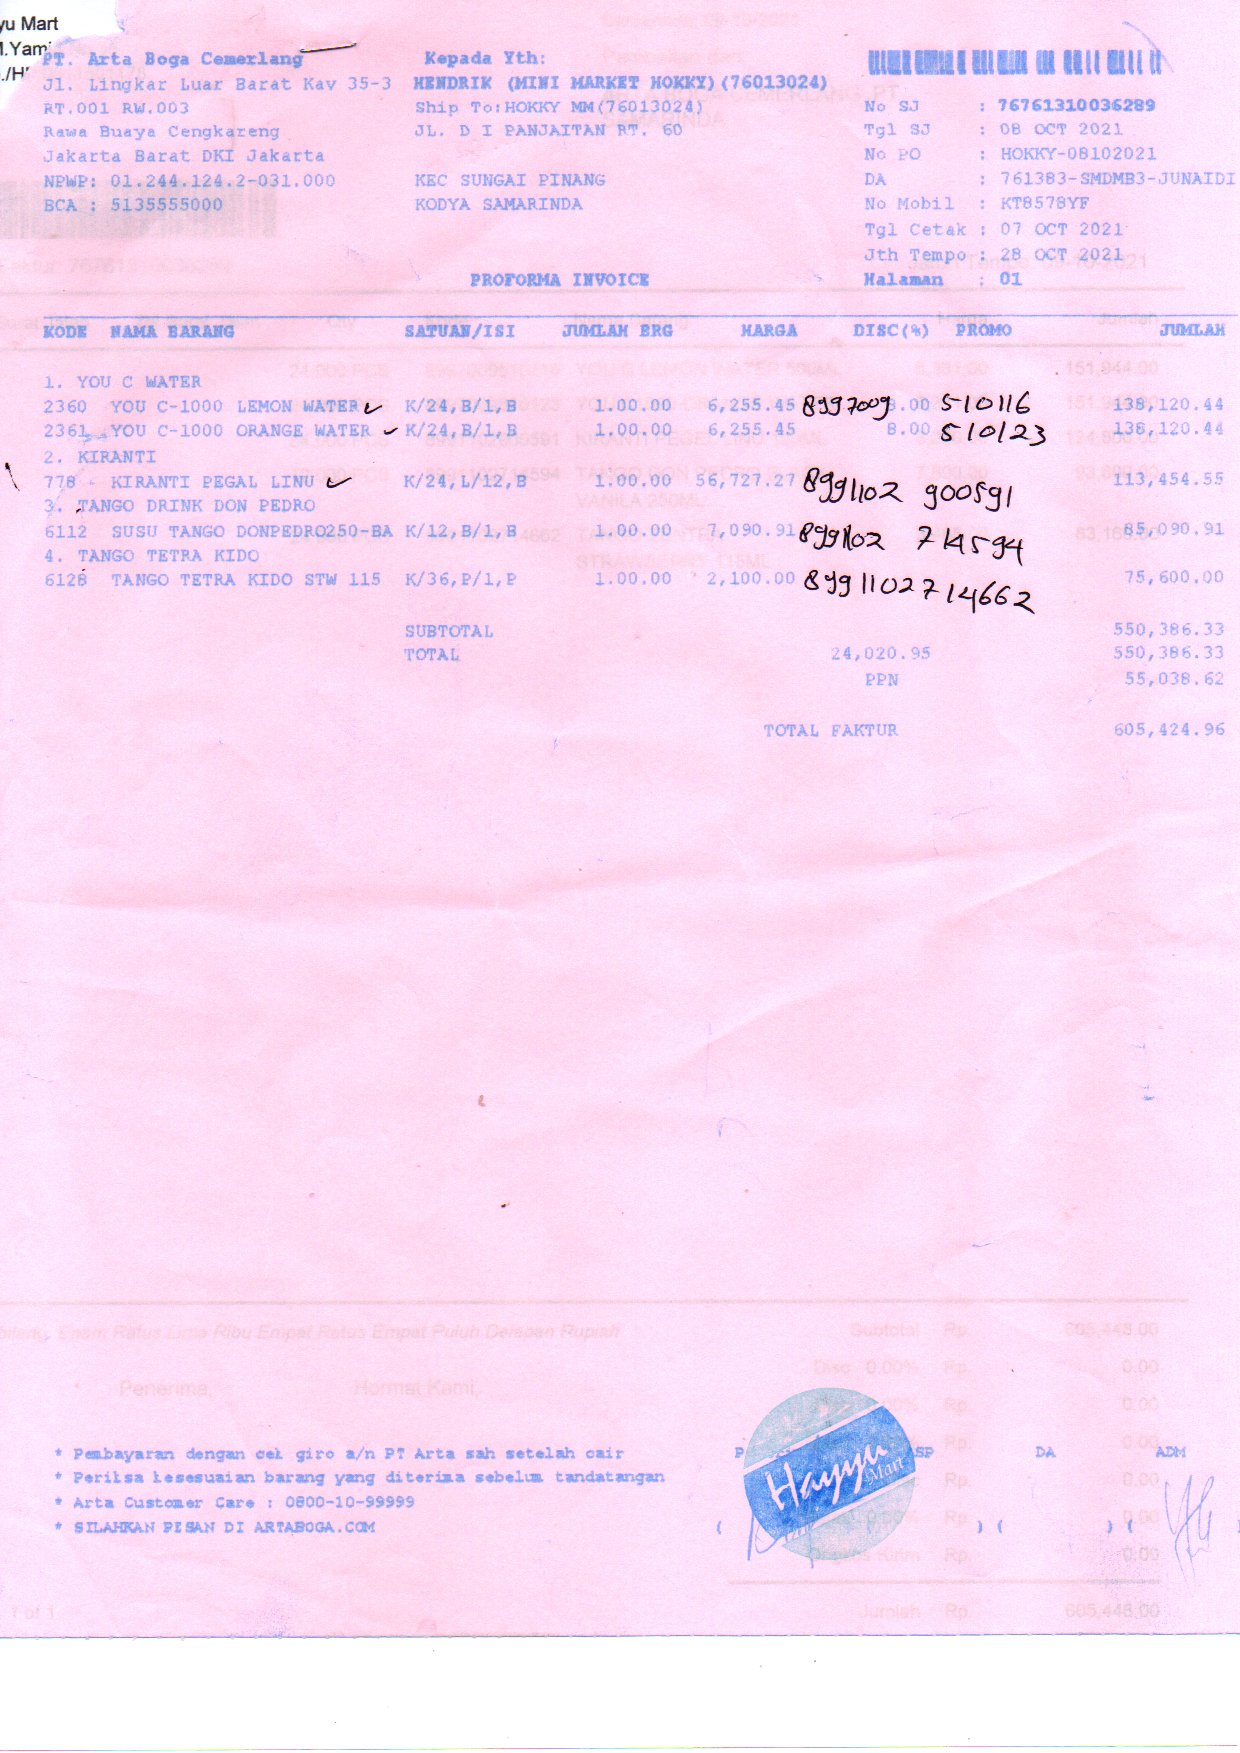 yu Mart
PT. Arta Boga Cemerlang
Jl. Lingkar Luar Barat Kav 35-3
RT.001 RW.003
Rawa Buaya Cengkareng
Jakarta Barat DKI Jakarta
NPWP: 01.244.124.2-031.000
BCA : 5135555000
Kepada Yth:
HENDRIK (MINI MARKET HOKKY)(76013024)
Ship To:HOKKY MM(76013024)
JL. D I PANJAITAN RT. 60
KEC SUNGAI PINANG
KODYA SAMARINDA
No SJ : 76761310036289
Tgl SJ : 08 OCT 2021
No PO : HOKKY-08102021
DA : 761383-SMDMB3-JUNAIDI
No Mobil : KT8578YF
Tgl Cetak : 07 OCT 2021
Jth Tempo : 28 OCT 2021
Halaman : 01
PROFORMA INVOICE
KODE NAMA BARANG SATUAN/ISI JUMLAH BRG HARGA DISC(%) PROMO JUMLAH
1. YOU C WATER
2360 YOU C-1000 LEMON WATER K/24,B/1,B 1.00.00 6,255.45 8997009 8.00 510116 138,120.44
2361 YOU C-1000 ORANGE WATER K/24,B/1,B 1.00.00 6,255.45 8.00 510123 138,120.44
2. KIRANTI
778 KIRANTI PEGAL LINU K/24,L/12,B 1.00.00 56,727.27 8991102 900591 113,454.55
3. TANGO DRINK DON PEDRO
6112 SUSU TANGO DONPEDRO250-BA K/12,B/1,B 1.00.00 7,090.91 8991102 714594 85,090.91
4. TANGO TETRA KIDO
6128 TANGO TETRA KIDO STW 115 K/36,P/1,P 1.00.00 2,100.00 8991102714662 75,600.00
SUBTOTAL 550,386.33
TOTAL 24,020.95 550,386.33
PPN 55,038.62
TOTAL FAKTUR 605,424.96
* Pembayaran dengan cek giro a/n PT Arta sah setelah cair
* Periksa kesesuaian barang yang diterima sebelum tandatangan
* Arta Customer Care : 0800-10-99999
* SILAHKAN PESAN DI ARTABOGA.COM
ASP DA ADM
Hayyu
Mart